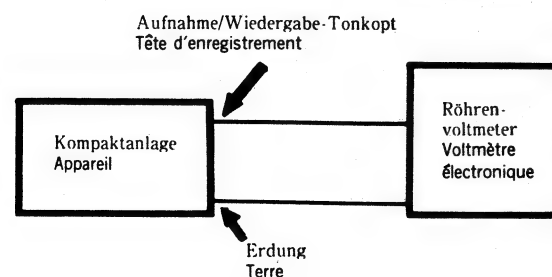 Aufnahme/Wiedergabe-Tonkopt
Tête d'enregistrement
Kompaktanlage
Appareil
Röhren-
voltmeter
Voltmètre
électronique
Erdung
Terre